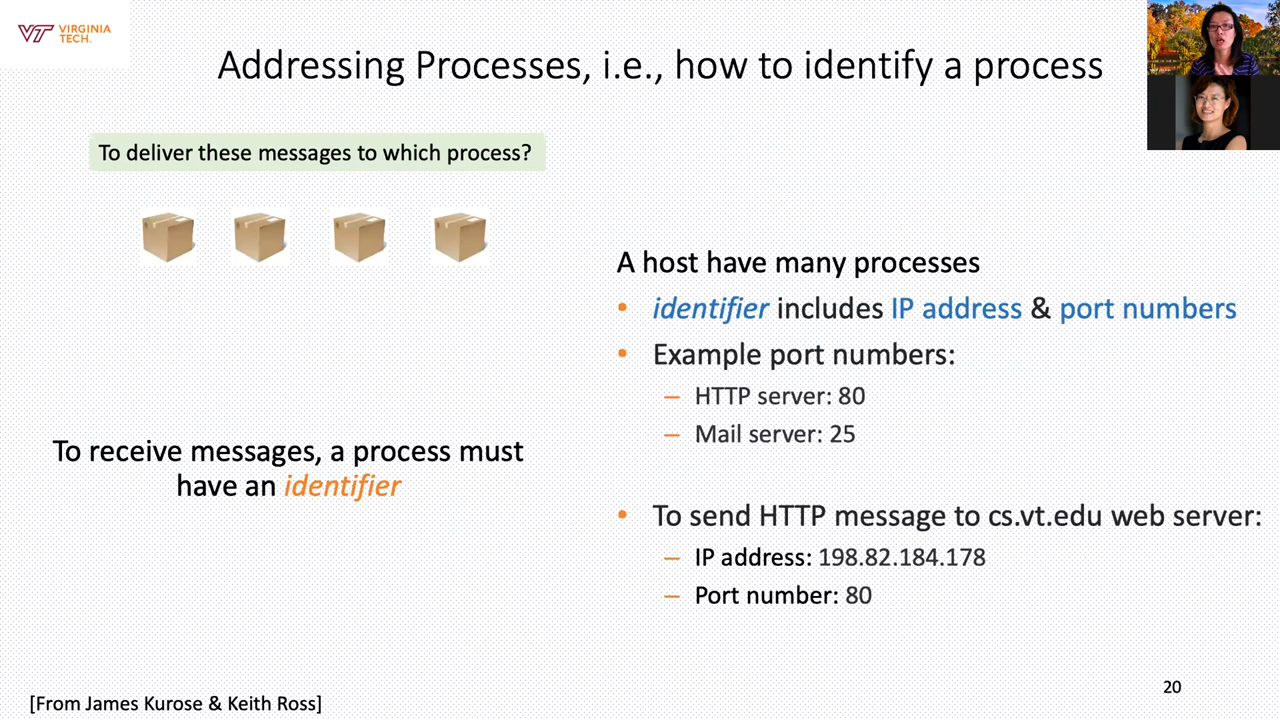 VT VIRGINIA
TECH.
Addressing Processes, i.e., how to identify a process
To deliver these messages to which process?
To receive messages, a process must
have an identifier
A host have many processes
• identifier includes IP address & port numbers
• Example port numbers:
– HTTP server: 80
– Mail server: 25
• To send HTTP message to cs.vt.edu web server:
– IP address: 198.82.184.178
– Port number: 80
[From James Kurose & Keith Ross]
20